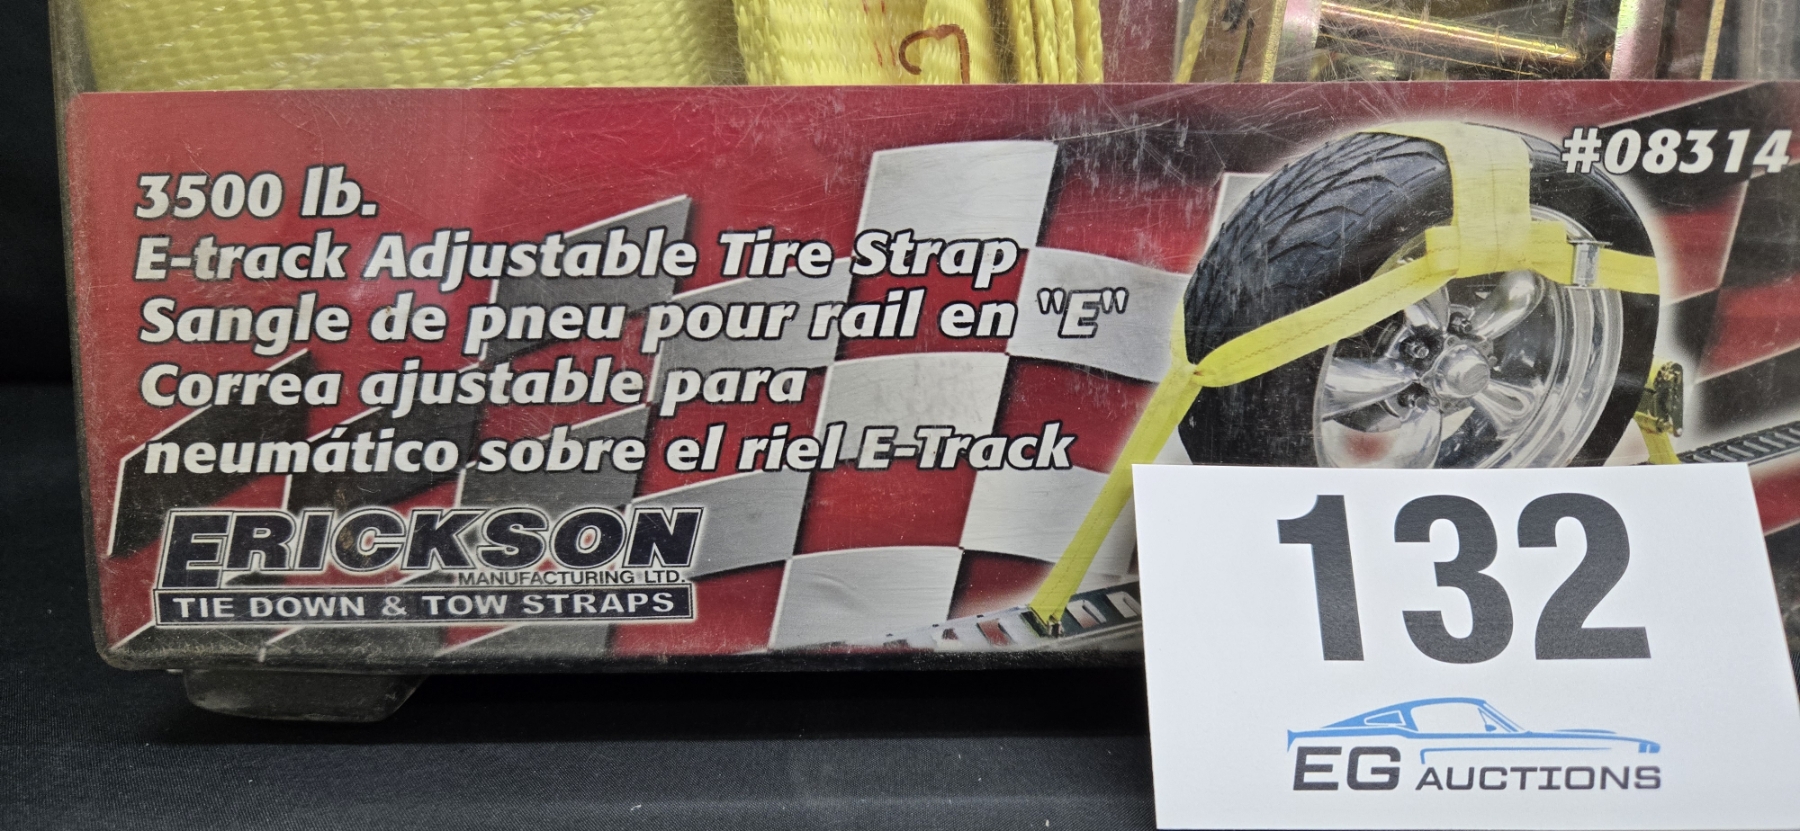 #08314
3500 lb.
E-track Adjustable Tire Strap
Sangle de pneu pour rail en "E"
Correa ajustable para
neumático sobre el riel E-Track
ERICKSON
MANUFACTURING LTD.
TIE DOWN & TOW STRAPS
132
EG AUCTIONS